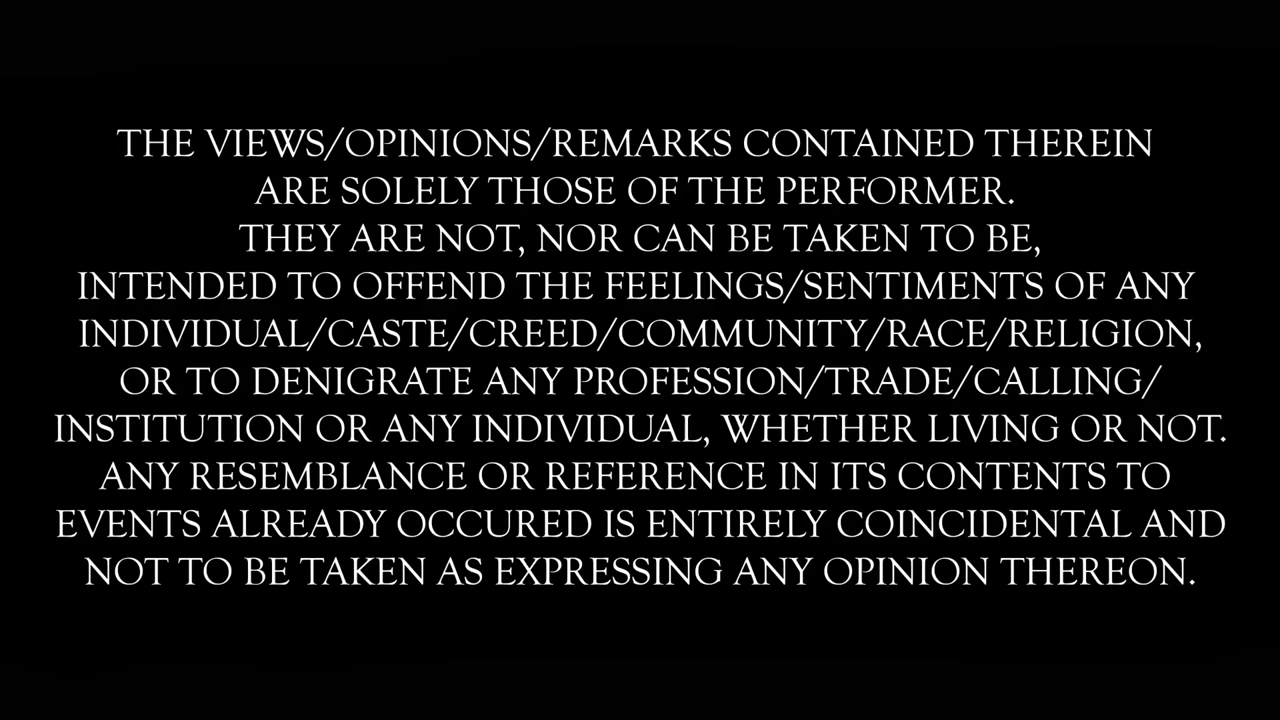 THE VIEWS/OPINIONS/REMARKS CONTAINED THEREIN
ARE SOLELY THOSE OF THE PERFORMER.
THEY ARE NOT, NOR CAN BE TAKEN TO BE,
INTENDED TO OFFEND THE FEELINGS/SENTIMENTS OF ANY
INDIVIDUAL/CASTE/CREED/COMMUNITY/RACE/RELIGION,
OR TO DENIGRATE ANY PROFESSION/TRADE/CALLING/
INSTITUTION OR ANY INDIVIDUAL, WHETHER LIVING OR NOT.
ANY RESEMBLANCE OR REFERENCE IN ITS CONTENTS TO
EVENTS ALREADY OCCURED IS ENTIRELY COINCIDENTAL AND
NOT TO BE TAKEN AS EXPRESSING ANY OPINION THEREON.